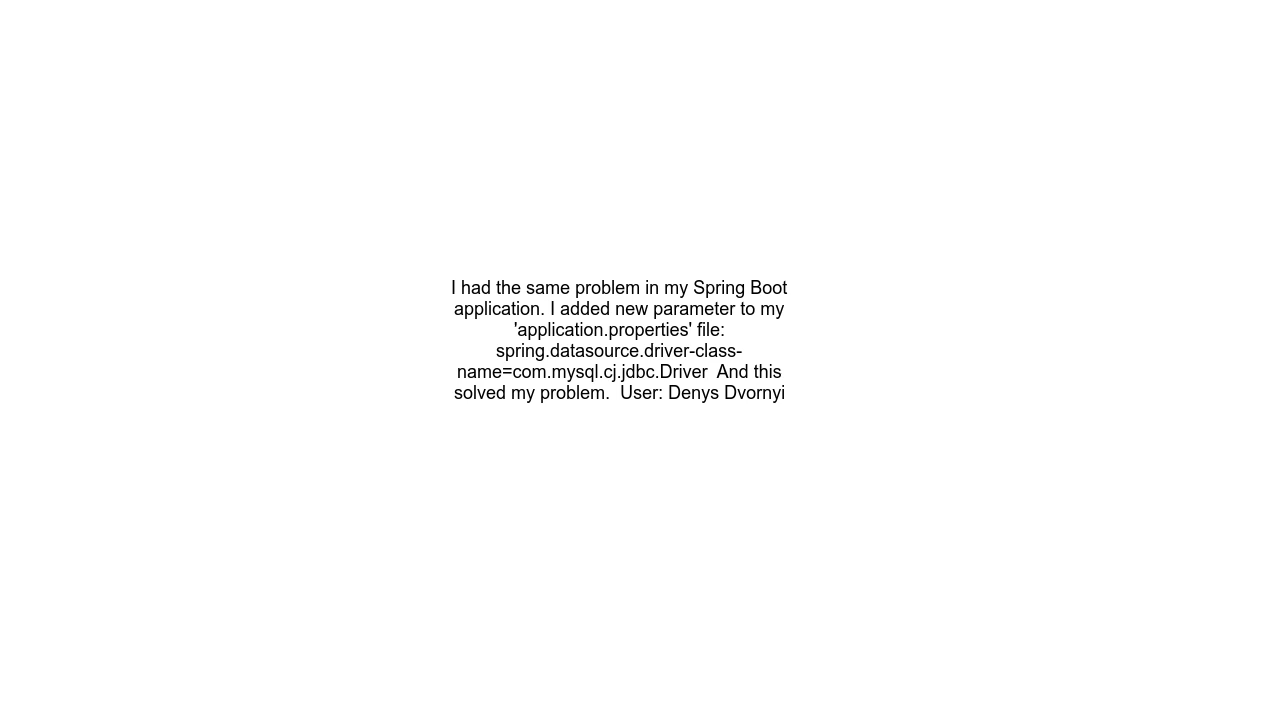 I had the same problem in my Spring Boot
application. I added new parameter to my
'application.properties' file:
spring.datasource.driver-class-
name=com.mysql.cj.jdbc.Driver  And this
solved my problem.  User: Denys Dvornyi